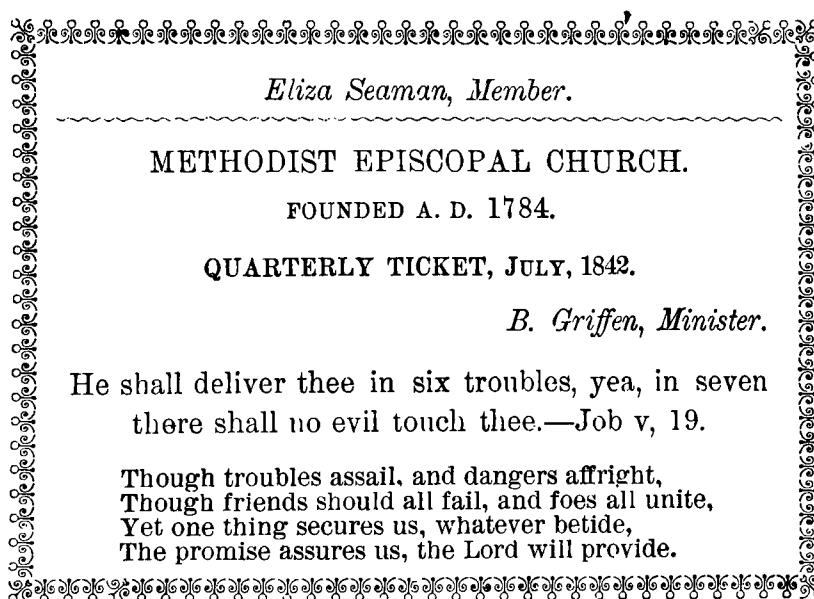 Eliza Seaman, Member.
METHODIST EPISCOPAL CHURCH.
FOUNDED A. D. 1784.
QUARTERLY TICKET, JULY, 1842.
B. Griffen, Minister.
He shall deliver thee in six troubles, yea, in seven
there shall no evil touch thee.—Job v, 19.
Though troubles assail, and dangers affright,
Though friends should all fail, and foes all unite,
Yet one thing secures us, whatever betide,
The promise assures us, the Lord will provide.